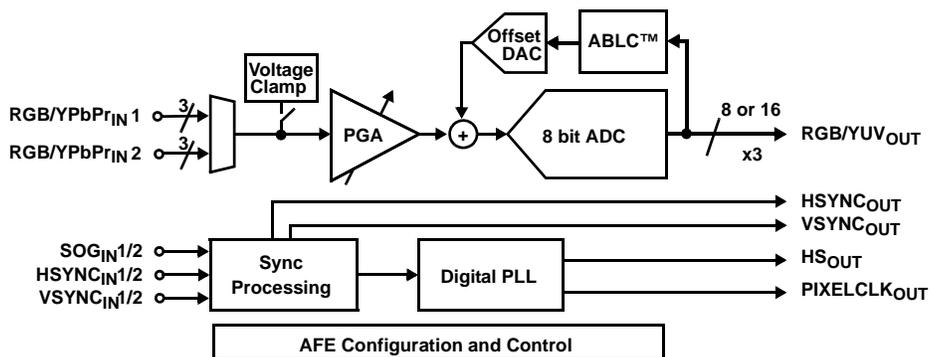 Offset
DAC
ABLC™
Voltage
Clamp
RGB/YPbPrIN 1
3
PGA
+
8 bit ADC
8 or 16
x3
RGB/YUVOUT
RGB/YPbPrIN 2
3
HSYNCOUT
VSYNCOUT
SOGIN1/2
HSYNCIN1/2
VSYNCIN1/2
Sync
Processing
Digital PLL
HSOUT
PIXELCLKOUT
AFE Configuration and Control